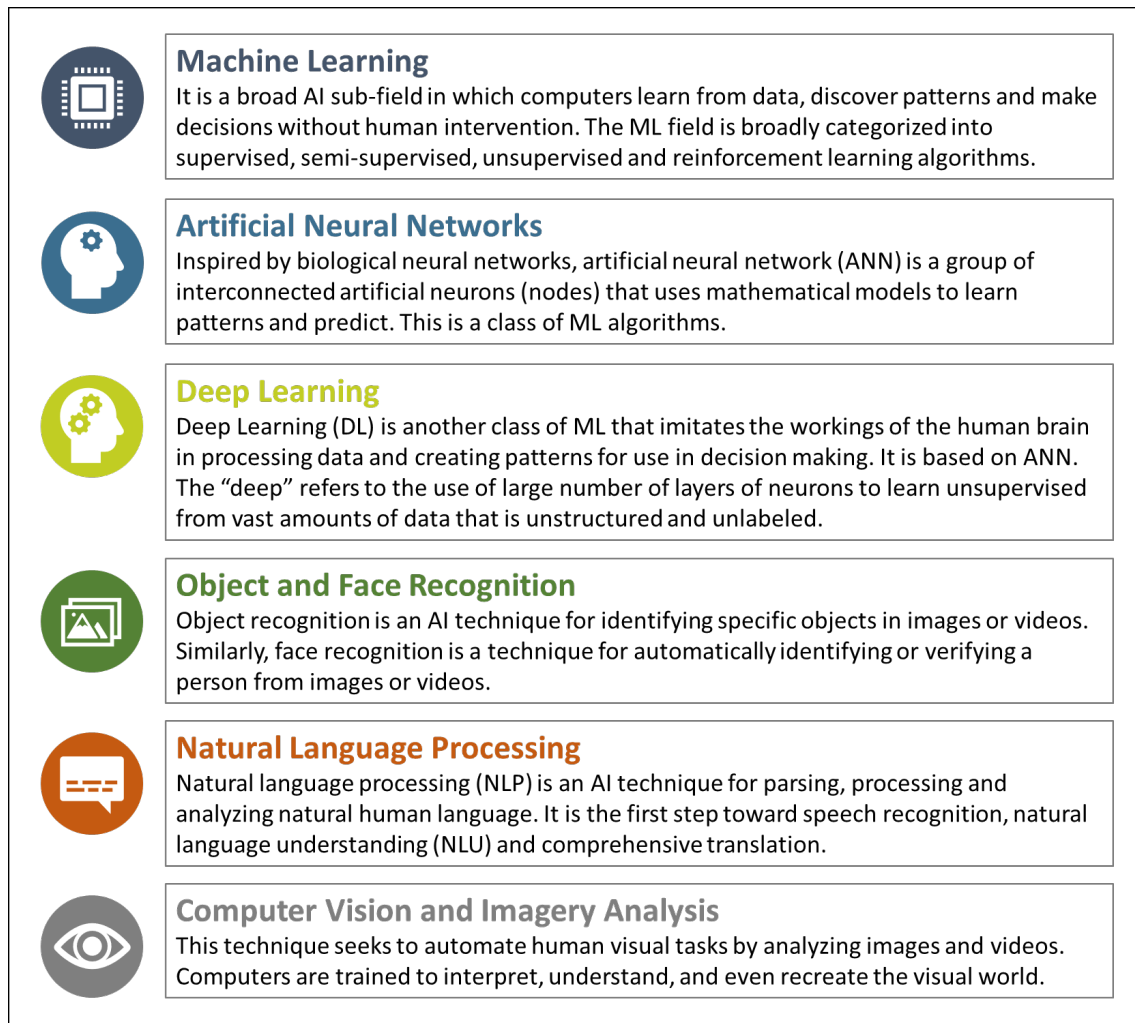 Machine Learning
It is a broad AI sub-field in which computers learn from data, discover patterns and make
decisions without human intervention. The ML field is broadly categorized into
supervised, semi-supervised, unsupervised and reinforcement learning algorithms.
Artificial Neural Networks
Inspired by biological neural networks, artificial neural network (ANN) is a group of
interconnected artificial neurons (nodes) that uses mathematical models to learn
patterns and predict. This is a class of ML algorithms.
Deep Learning
Deep Learning (DL) is another class of ML that imitates the workings of the human brain
in processing data and creating patterns for use in decision making. It is based on ANN.
The “deep” refers to the use of large number of layers of neurons to learn unsupervised
from vast amounts of data that is unstructured and unlabeled.
Object and Face Recognition
Object recognition is an AI technique for identifying specific objects in images or videos.
Similarly, face recognition is a technique for automatically identifying or verifying a
person from images or videos.
Natural Language Processing
Natural language processing (NLP) is an AI technique for parsing, processing and
analyzing natural human language. It is the first step toward speech recognition, natural
language understanding (NLU) and comprehensive translation.
Computer Vision and Imagery Analysis
This technique seeks to automate human visual tasks by analyzing images and videos.
Computers are trained to interpret, understand, and even recreate the visual world.